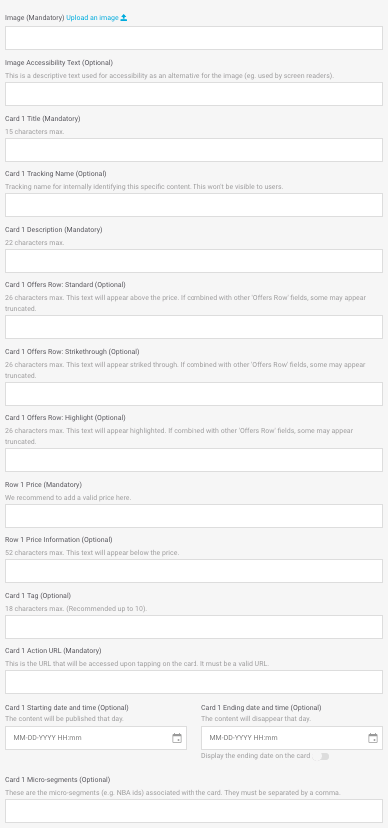 Image (Mandatory) Upload an image
Image Accessibility Text (Optional)
This is a descriptive text used for accessibility as an alternative for the image (eg. used by screen readers).
Card 1 Title (Mandatory)
15 characters max.
Card 1 Tracking Name (Optional)
Tracking name for internally identifying this specific content. This won't be visible to users.
Card 1 Description (Mandatory)
22 characters max.
Card 1 Offers Row: Standard (Optional)
26 characters max. This text will appear above the price. If combined with other 'Offers Row' fields, some may appear
truncated.
Card 1 Offers Row: Strikethrough (Optional)
26 characters max. This text will appear striked through. If combined with other 'Offers Row' fields, some may appear
truncated.
Card 1 Offers Row: Highlight (Optional)
26 characters max. This text will appear highlighted. If combined with other 'Offers Row' fields, some may appear
truncated.
Row 1 Price (Mandatory)
We recommend to add a valid price here.
Row 1 Price Information (Optional)
52 characters max. This text will appear below the price.
Card 1 Tag (Optional)
18 characters max. (Recommended up to 10).
Card 1 Action URL (Mandatory)
This is the URL that will be accessed upon tapping on the card. It must be a valid URL.
Card 1 Starting date and time (Optional)
The content will be published that day.
MM-DD-YYYY HH:mm
Card 1 Ending date and time (Optional)
The content will disappear that day.
MM-DD-YYYY HH:mm
Display the ending date on the card
Card 1 Micro-segments (Optional)
These are the micro-segments (e.g. NBA ids) associated with the card. They must be separated by a comma.